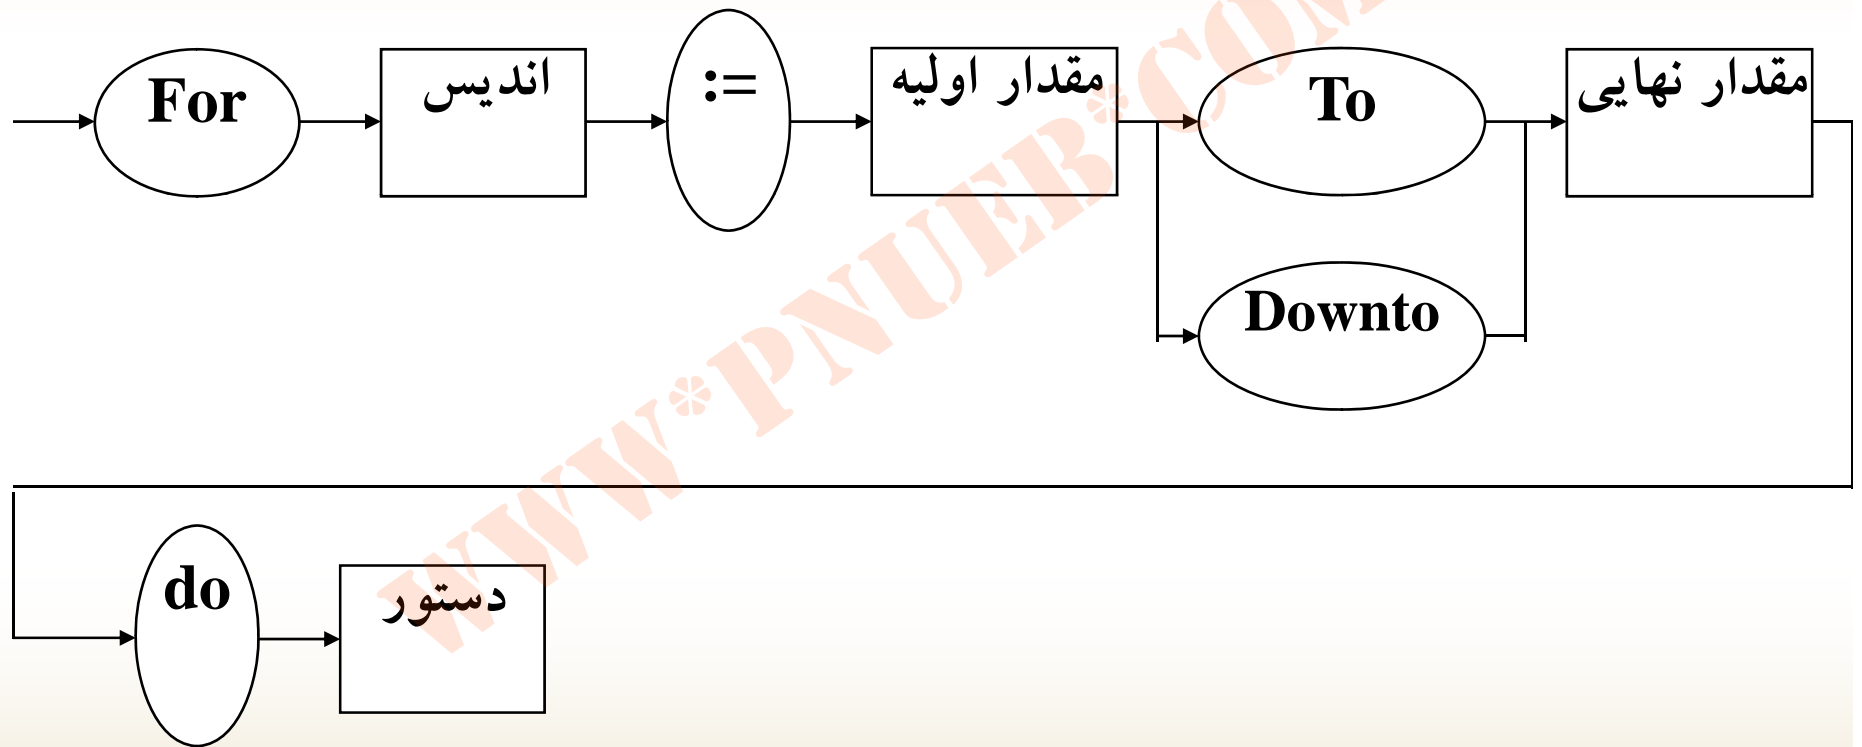 For
اندیس
:=
مقدار اولیه
To
مقدار نهایی
Downto
do
دستور
WWW*PNUEB*COM